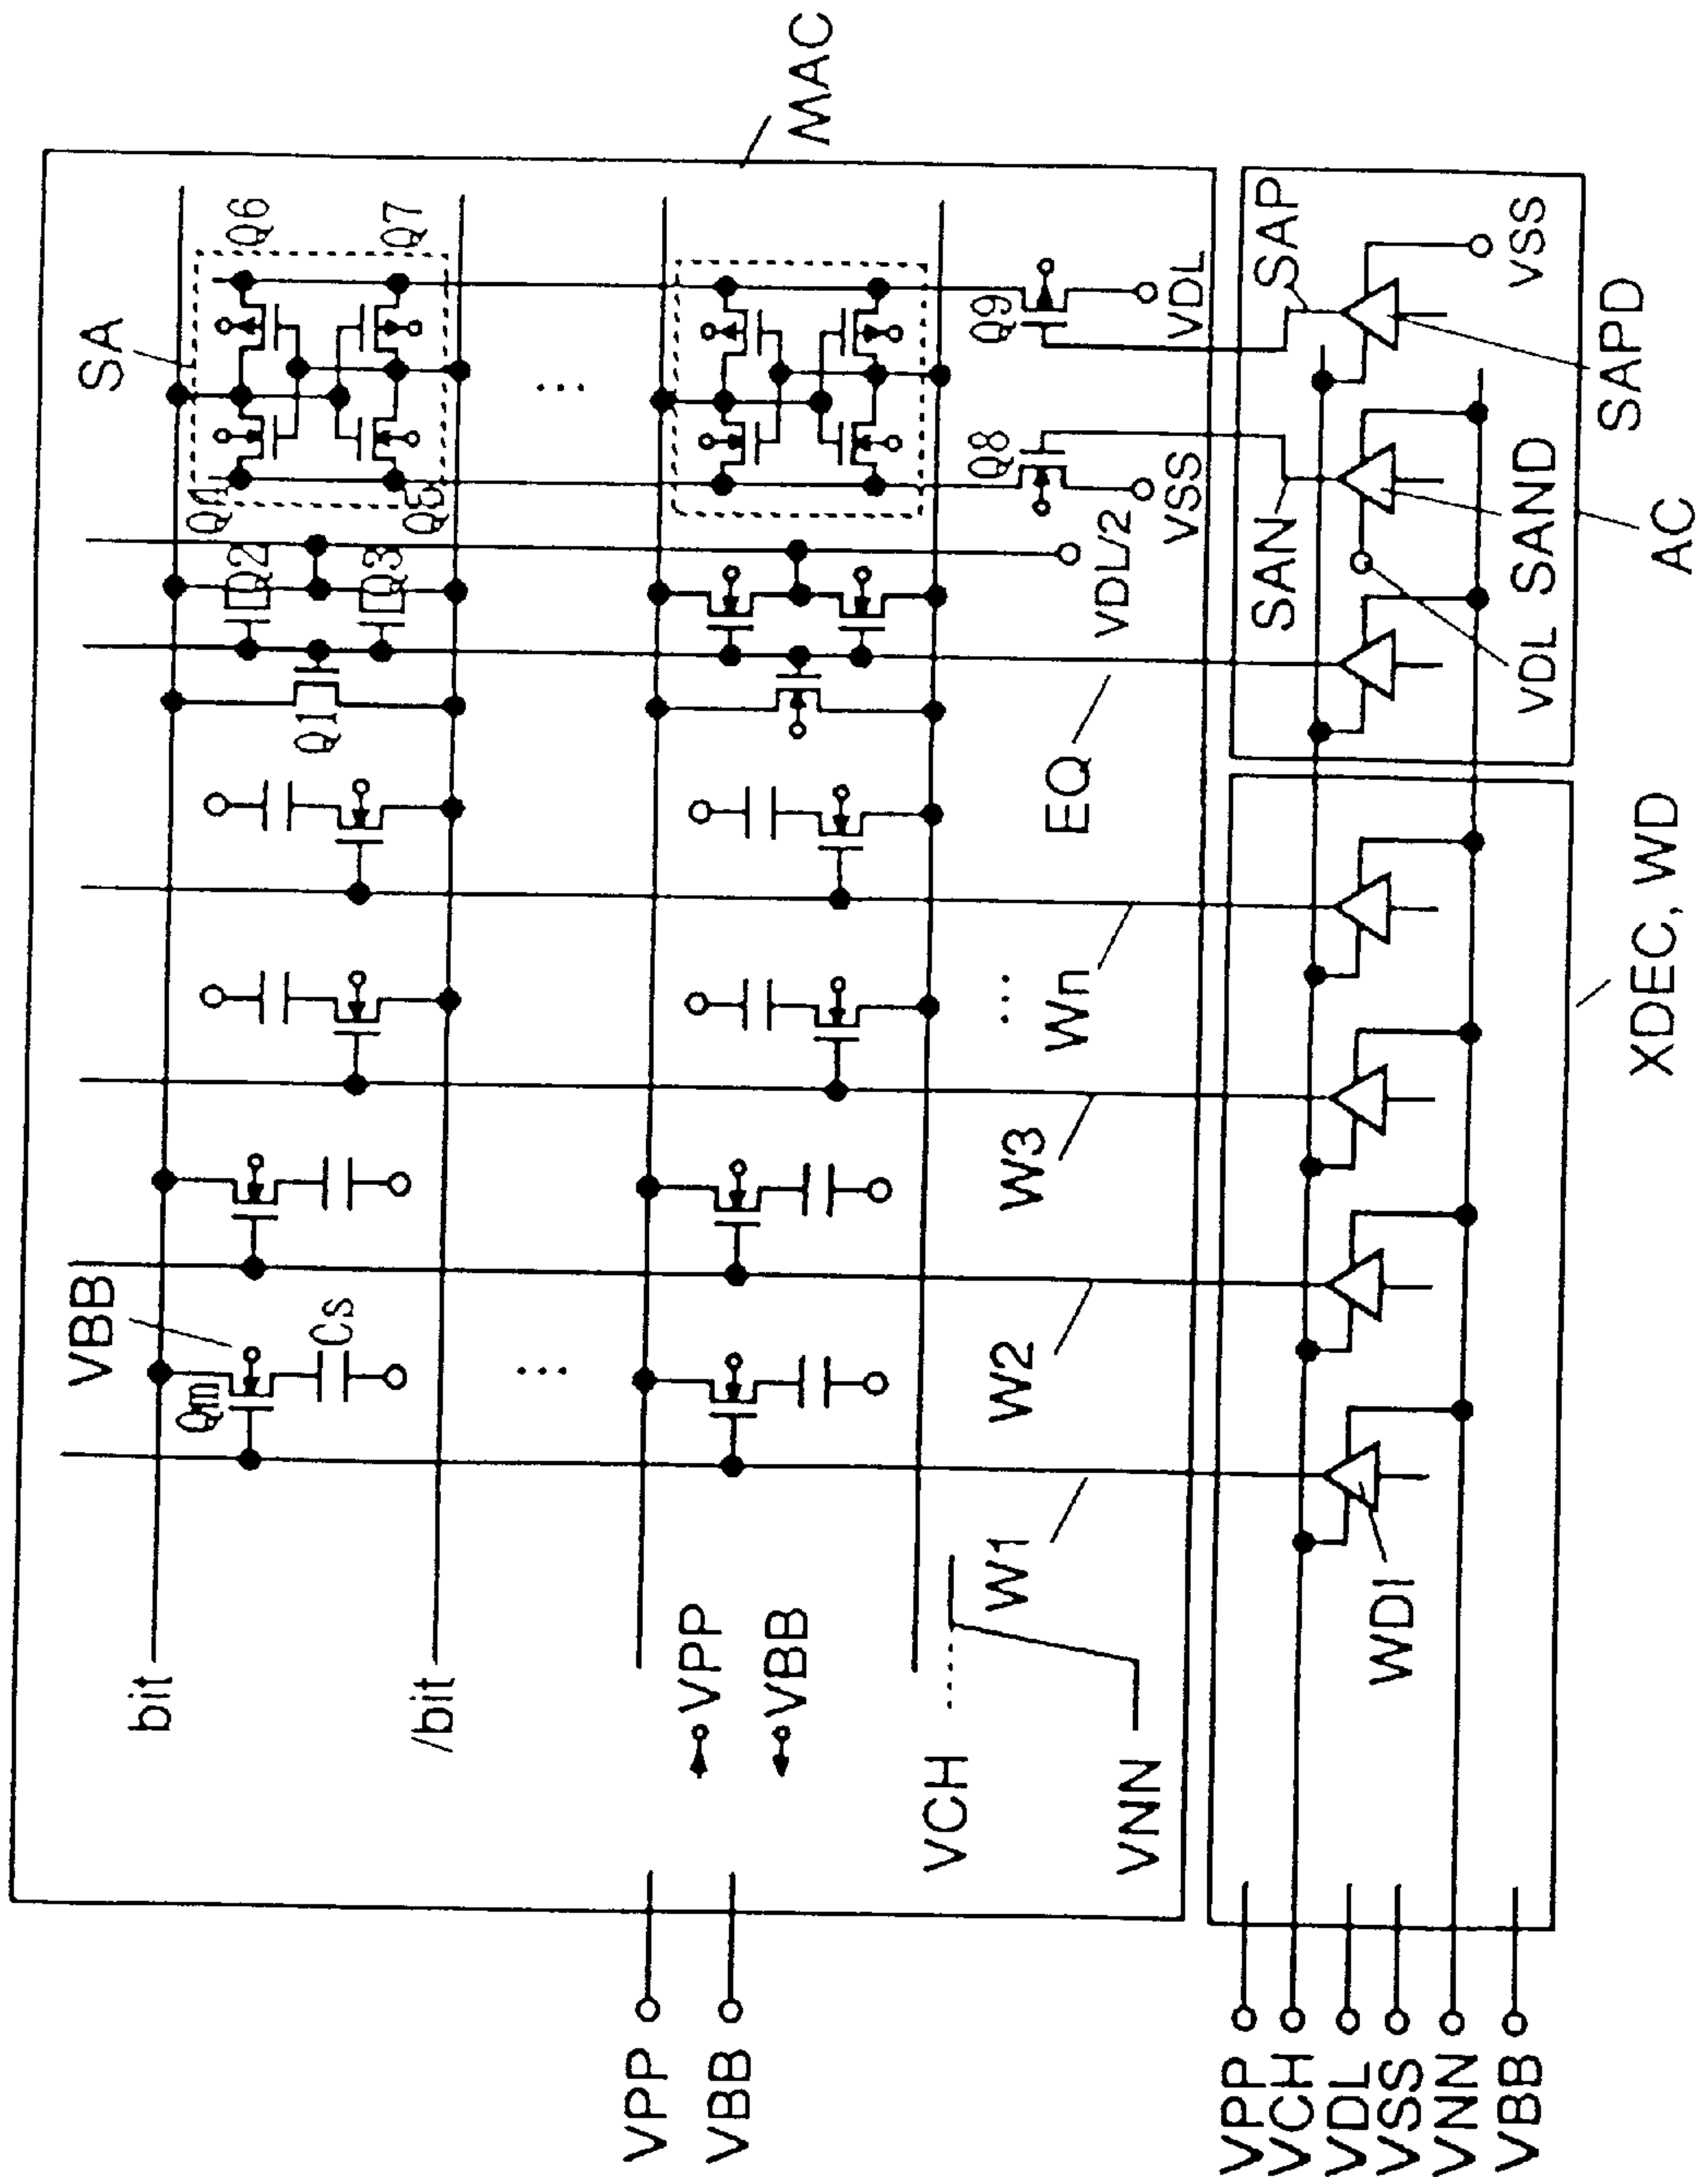 SA
VBB
bit
Qm
Q4
Q6
Q2
Cs
Q1
Q3
Q7
Q5
/bit
...
...
MAC
VPP
VPP
VBB
VBB
VCH
Q8
Q9
W1
W2
W3
...
Wn
EQ
VDL/2
VNN
VSS
VDL
VPP
VCH
VDL
VSS
VNN
VBB
WDI
SAN
SAP
VDL
SAND
VSS
SAPD
XDEC, WD
AC